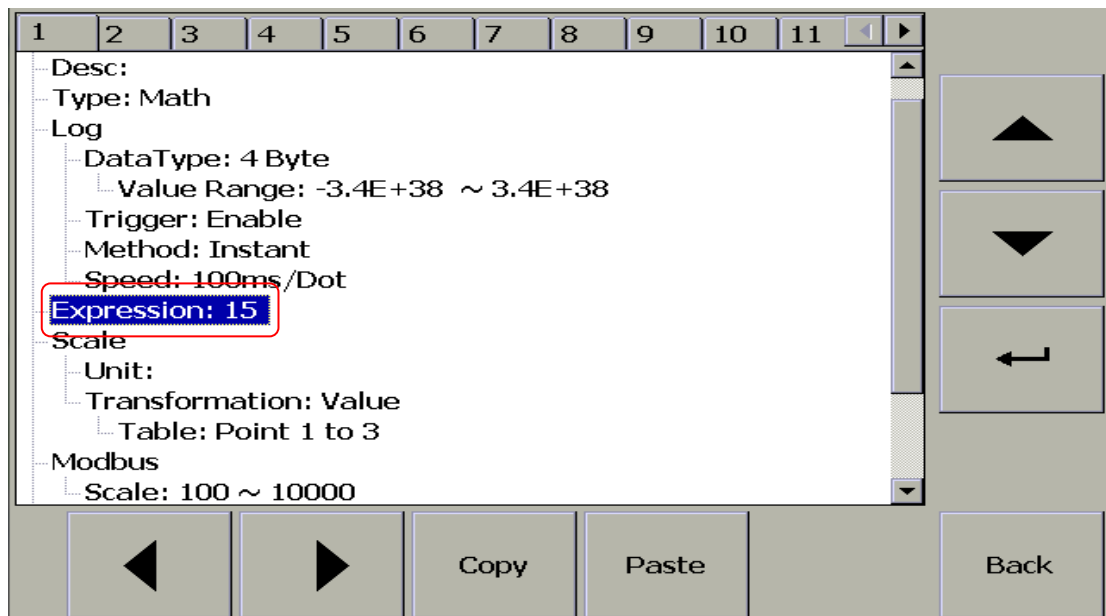 1 2 3 4 5 6 7 8 9 10 11
Desc:
Type: Math
Log
DataType: 4 Byte
Value Range: -3.4E+38 ~ 3.4E+38
Trigger: Enable
Method: Instant
Speed: 100ms/Dot
Expression: 15
Scale
Unit:
Transformation: Value
Table: Point 1 to 3
Modbus
Scale: 100 ~ 10000
Copy Paste Back